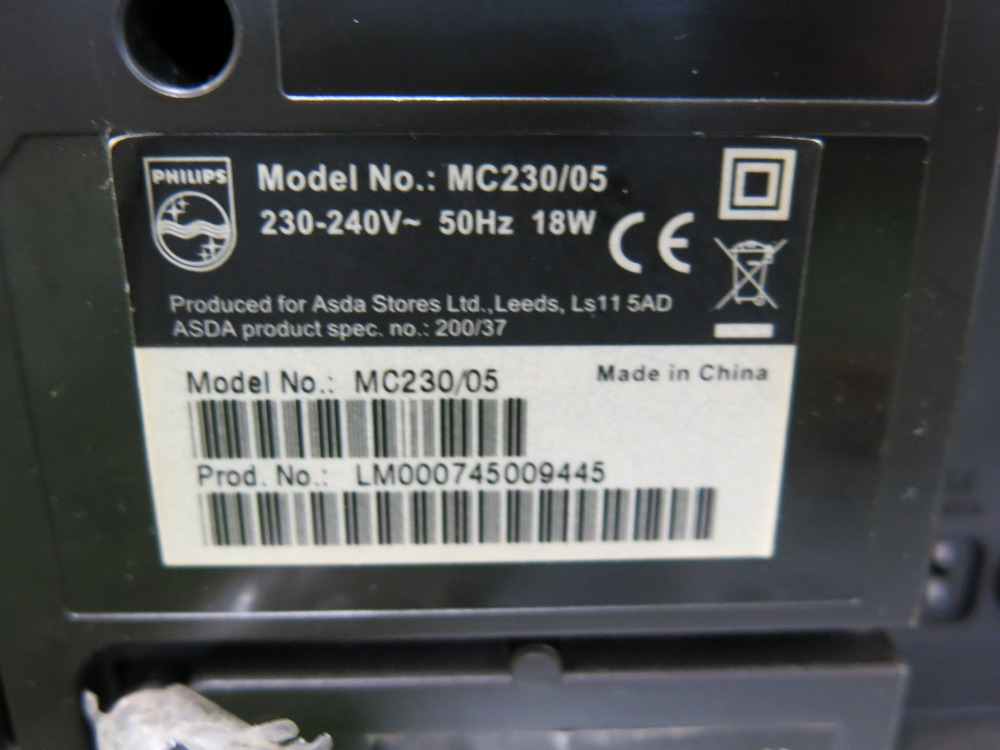 PHILIPS
Model No.: MC230/05
230-240V~ 50Hz 18W
CE
Produced for Asda Stores Ltd.,Leeds, Ls11 5AD
ASDA product spec. no.: 200/37
Model No.: MC230/05
Made in China
Prod. No.: LM000745009445